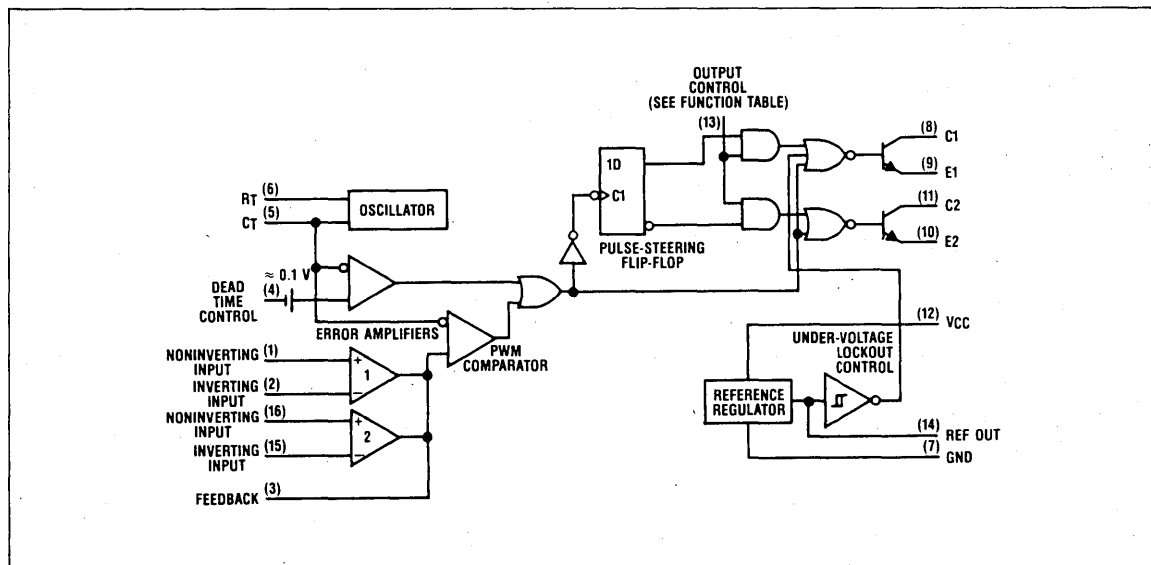 OUTPUT
CONTROL
(SEE FUNCTION TABLE)
(13)
(8) C1
(9) E1
(11) C2
(10) E2
1D
C1
PULSE-STEERING
FLIP-FLOP
RT (6)
CT (5)
OSCILLATOR
≈ 0.1 V
DEAD
TIME
CONTROL
(4)
ERROR AMPLIFIERS
PWM
COMPARATOR
NONINVERTING
INPUT
(1)
INVERTING
INPUT
(2)
+
1
−
NONINVERTING
INPUT
(16)
INVERTING
INPUT
(15)
+
2
−
FEEDBACK (3)
(12) VCC
UNDER-VOLTAGE
LOCKOUT
CONTROL
REFERENCE
REGULATOR
(14) REF OUT
(7) GND